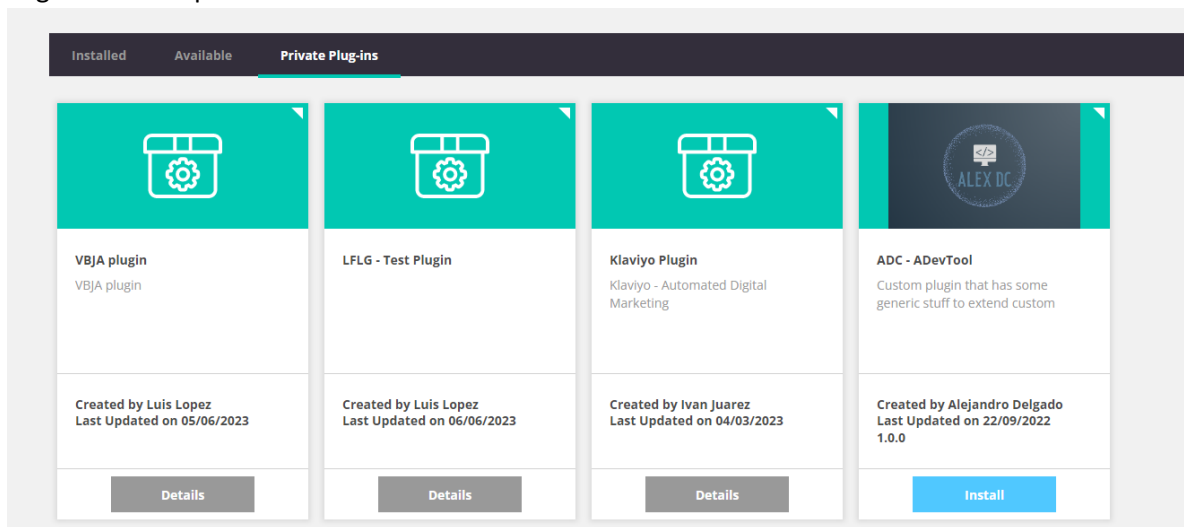 Installed Available Private Plug-ins
</>
ALEX DC
VBJA plugin
VBJA plugin
Created by Luis Lopez
Last Updated on 05/06/2023
Details
LFLG - Test Plugin
Created by Luis Lopez
Last Updated on 06/06/2023
Details
Klaviyo Plugin
Klaviyo - Automated Digital
Marketing
Created by Ivan Juarez
Last Updated on 04/03/2023
Details
ADC - ADevTool
Custom plugin that has some
generic stuff to extend custom
Created by Alejandro Delgado
Last Updated on 22/09/2022
1.0.0
Install